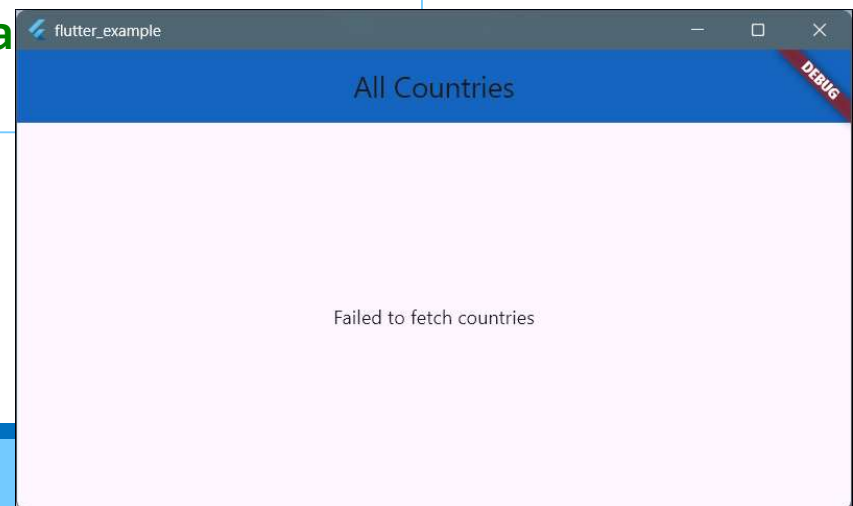 a
flutter_example
DEBUG
All Countries
Failed to fetch countries